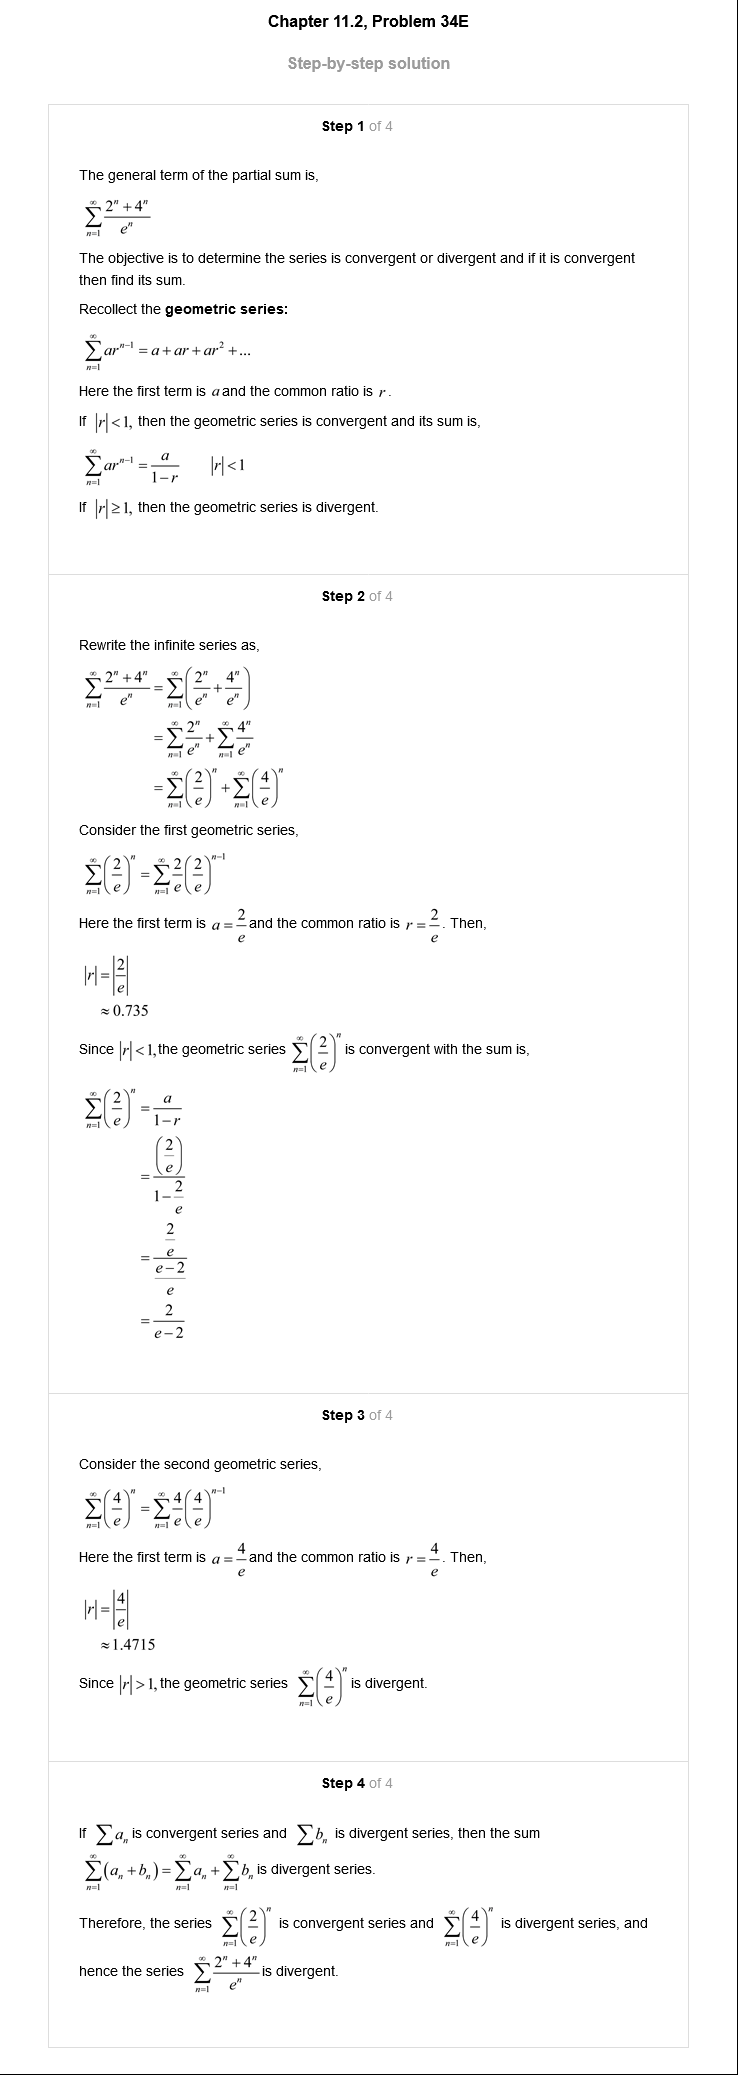 Chapter 11.2, Problem 34E
Step-by-step solution
Step 1 of 4
The general term of the partial sum is,
$\sum_{n=1}^{\infty} \frac{2^n + 4^n}{e^n}$
The objective is to determine the series is convergent or divergent and if it is convergent
then find its sum.
Recollect the geometric series:
$\sum_{n=1}^{\infty} ar^{n-1} = a + ar + ar^2 + ...$
Here the first term is $a$ and the common ratio is $r$.
If $|r| < 1$, then the geometric series is convergent and its sum is,
$\sum_{n=1}^{\infty} ar^{n-1} = \frac{a}{1-r} \quad |r| < 1$
If $|r| \geq 1$, then the geometric series is divergent.
Step 2 of 4
Rewrite the infinite series as,
$\sum_{n=1}^{\infty} \frac{2^n + 4^n}{e^n} = \sum_{n=1}^{\infty} \left( \frac{2^n}{e^n} + \frac{4^n}{e^n} \right)$
$= \sum_{n=1}^{\infty} \frac{2^n}{e^n} + \sum_{n=1}^{\infty} \frac{4^n}{e^n}$
$= \sum_{n=1}^{\infty} \left( \frac{2}{e} \right)^n + \sum_{n=1}^{\infty} \left( \frac{4}{e} \right)^n$
Consider the first geometric series,
$\sum_{n=1}^{\infty} \left( \frac{2}{e} \right)^n = \sum_{n=1}^{\infty} \frac{2}{e} \left( \frac{2}{e} \right)^{n-1}$
Here the first term is $a = \frac{2}{e}$ and the common ratio is $r = \frac{2}{e}$. Then,
$|r| = \left| \frac{2}{e} \right|$
$\approx 0.735$
Since $|r| < 1$, the geometric series $\sum_{n=1}^{\infty} \left( \frac{2}{e} \right)^n$ is convergent with the sum is,
$\sum_{n=1}^{\infty} \left( \frac{2}{e} \right)^n = \frac{a}{1-r}$
$= \frac{\left( \frac{2}{e} \right)}{1 - \frac{2}{e}}$
$= \frac{\frac{2}{e}}{\frac{e-2}{e}}$
$= \frac{2}{e-2}$
Step 3 of 4
Consider the second geometric series,
$\sum_{n=1}^{\infty} \left( \frac{4}{e} \right)^n = \sum_{n=1}^{\infty} \frac{4}{e} \left( \frac{4}{e} \right)^{n-1}$
Here the first term is $a = \frac{4}{e}$ and the common ratio is $r = \frac{4}{e}$. Then,
$|r| = \left| \frac{4}{e} \right|$
$\approx 1.4715$
Since $|r| > 1$, the geometric series $\sum_{n=1}^{\infty} \left( \frac{4}{e} \right)^n$ is divergent.
Step 4 of 4
If $\sum a_n$ is convergent series and $\sum b_n$ is divergent series, then the sum
$\sum_{n=1}^{\infty} (a_n + b_n) = \sum_{n=1}^{\infty} a_n + \sum_{n=1}^{\infty} b_n$ is divergent series.
Therefore, the series $\sum_{n=1}^{\infty} \left( \frac{2}{e} \right)^n$ is convergent series and $\sum_{n=1}^{\infty} \left( \frac{4}{e} \right)^n$ is divergent series, and
hence the series $\sum_{n=1}^{\infty} \frac{2^n + 4^n}{e^n}$ is divergent.